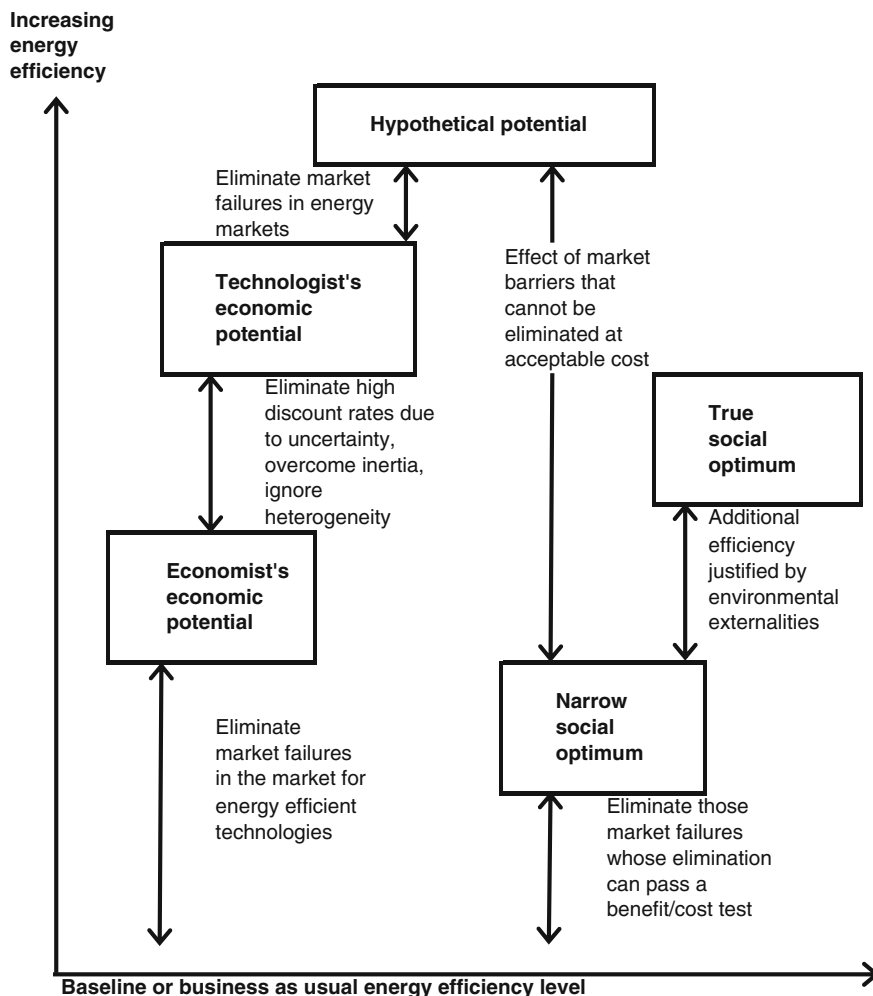 Increasing
energy
efficiency
Hypothetical potential
Eliminate market
failures in energy
markets
Technologist's
economic
potential
Effect of market
barriers that
cannot be
eliminated at
acceptable cost
Eliminate high
discount rates due
to uncertainty,
overcome inertia,
ignore
heterogeneity
True
social
optimum
Additional
efficiency
justified by
environmental
externalities
Economist's
economic
potential
Narrow
social
optimum
Eliminate
market failures
in the market for
energy efficient
technologies
Eliminate those
market failures
whose elimination
can pass a
benefit/cost test
Baseline or business as usual energy efficiency level